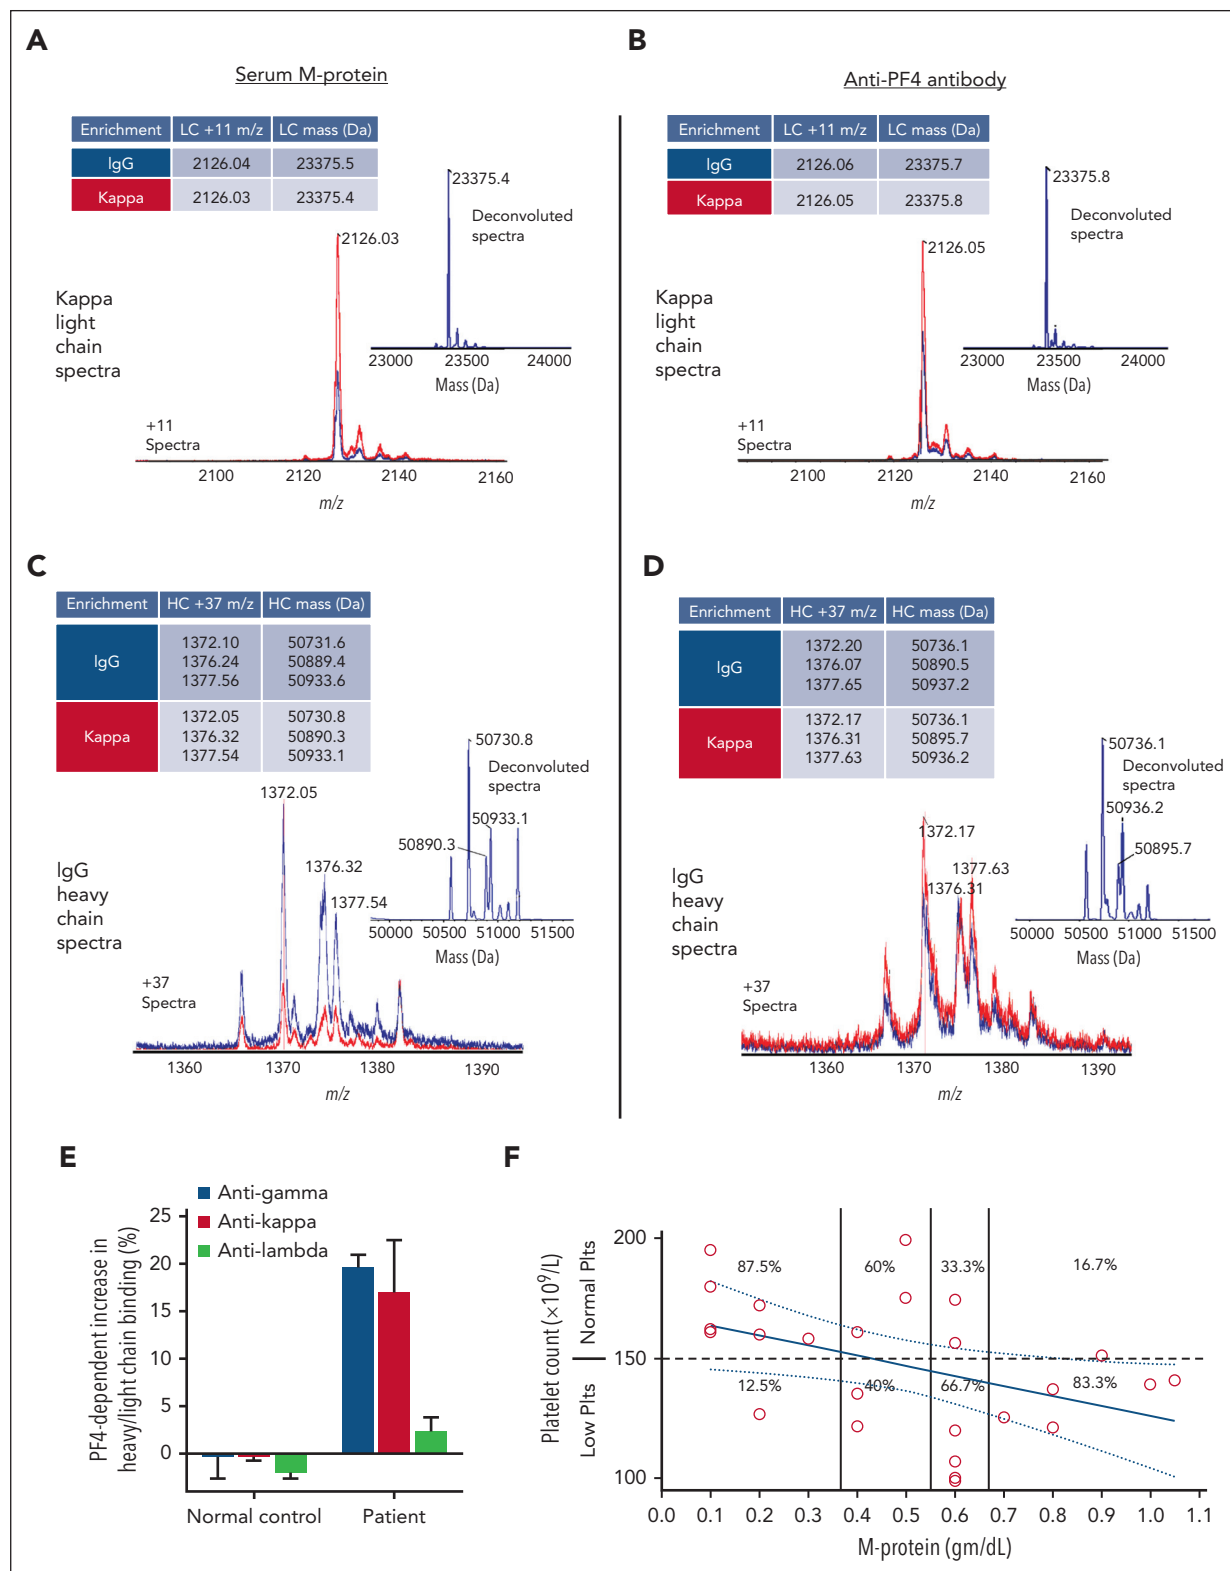 A
Serum M-protein
Enrichment LC +11 m/z LC mass (Da)
IgG 2126.04 23375.5
Kappa 2126.03 23375.4
23375.4
Deconvoluted
spectra
2126.03
Kappa
light
chain
spectra
23000 23500 24000
Mass (Da)
+11
Spectra
2100 2120 2140 2160
m/z
B
Anti-PF4 antibody
Enrichment LC +11 m/z LC mass (Da)
IgG 2126.06 23375.7
Kappa 2126.05 23375.8
23375.8
Deconvoluted
spectra
2126.05
Kappa
light
chain
spectra
23000 23500 24000
Mass (Da)
+11
Spectra
2100 2120 2140 2160
m/z
C
Enrichment HC +37 m/z HC mass (Da)
IgG
1372.10 50731.6
1376.24 50889.4
1377.56 50933.6
Kappa
1372.05 50730.8
1376.32 50890.3
1377.54 50933.1
50730.8
Deconvoluted
spectra
50933.1
50890.3
1372.05
1376.32
1377.54
IgG
heavy
chain
spectra
50000 50500 51000 51500
Mass (Da)
+37
Spectra
1360 1370 1380 1390
m/z
D
Enrichment HC +37 m/z HC mass (Da)
IgG
1372.20 50736.1
1376.07 50890.5
1377.65 50937.2
Kappa
1372.17 50736.1
1376.31 50895.7
1377.63 50936.2
50736.1
Deconvoluted
spectra
50936.2
50895.7
1372.17
1377.63
1376.31
IgG
heavy
chain
spectra
50000 50500 51000 51500
Mass (Da)
+37
Spectra
1360 1370 1380 1390
m/z
E
Anti-gamma
Anti-kappa
Anti-lambda
PF4-dependent increase in
heavy/light chain binding (%)
25
20
15
10
5
0
Normal control Patient
F
Platelet count (×10⁹/L)
Low Plts Normal Plts
200
150
100
87.5% 60% 33.3% 16.7%
12.5% 40% 66.7% 83.3%
0.0 0.1 0.2 0.3 0.4 0.5 0.6 0.7 0.8 0.9 1.0 1.1
M-protein (gm/dL)